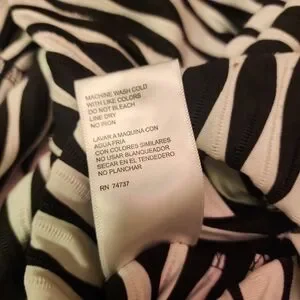 MACHINE WASH COLD
WITH LIKE COLORS
DO NOT BLEACH
LINE DRY
NO IRON
LAVAR A MAQUINA CON
AGUA FRIA
CON COLORES SIMILARES
NO USAR BLANQUEADOR
SECAR EN EL TENDEDERO
NO PLANCHAR
RN 74737